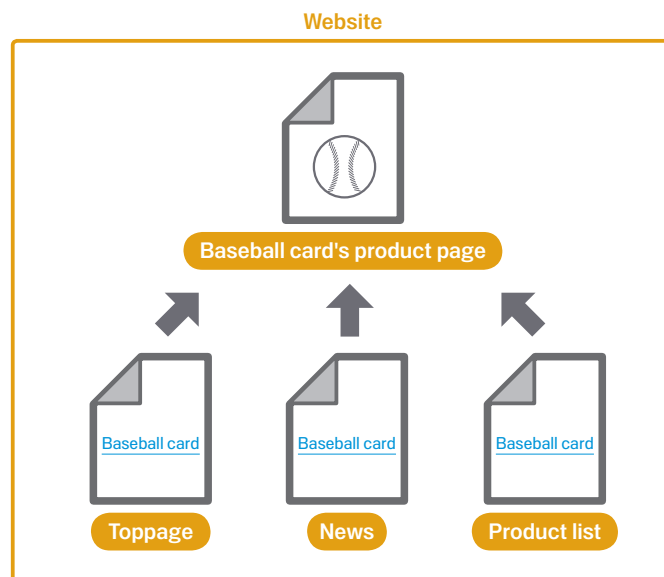 Website
Baseball card's product page
Baseball card
Baseball card
Baseball card
Toppage
News
Product list